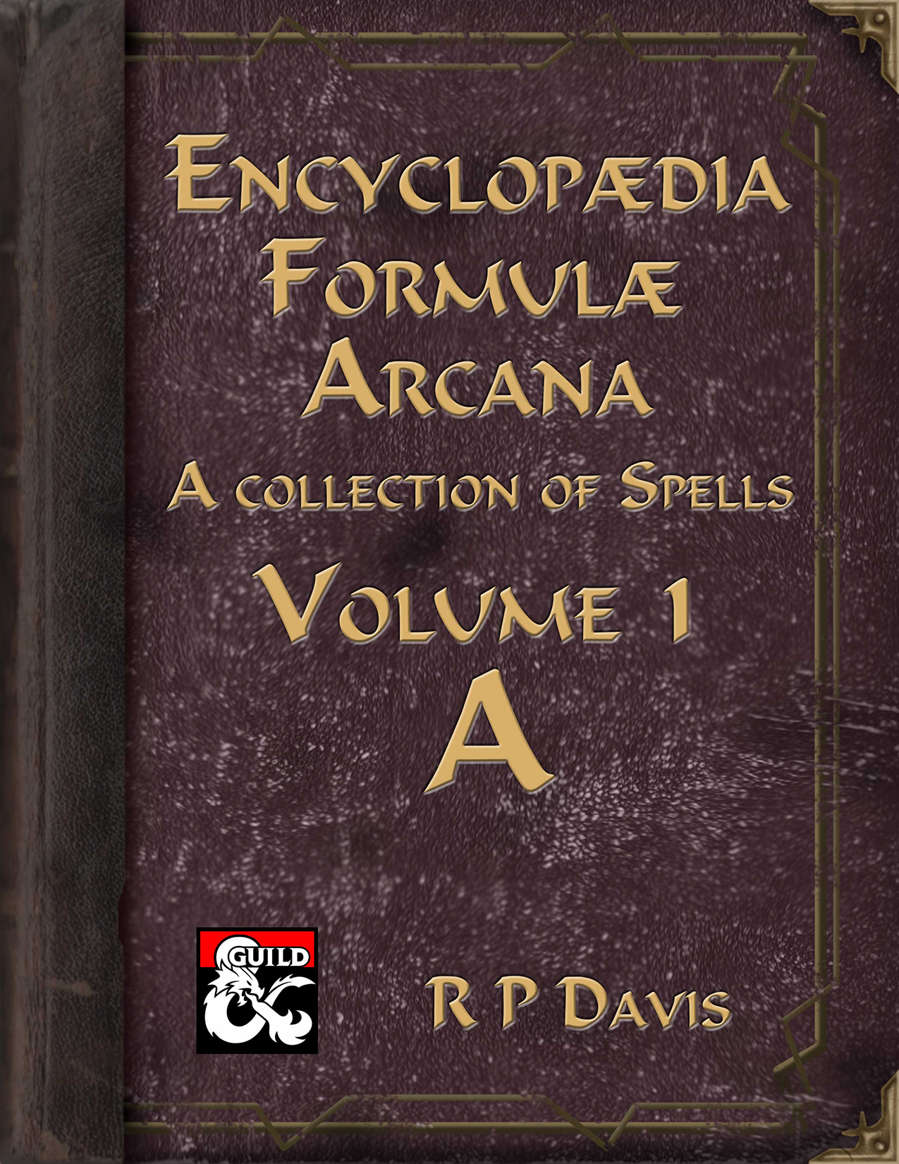 Encyclopædia
Formulæ
Arcana
A collection of Spells
Volume 1
A
GUILD
R P Davis